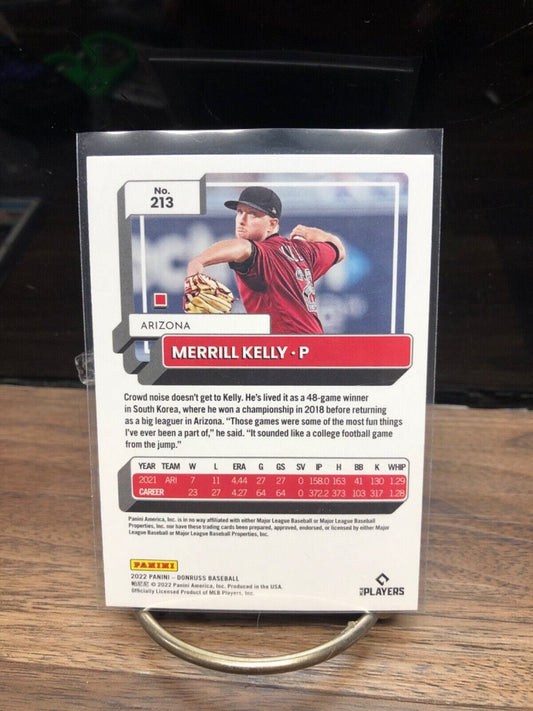 No.
213
ARIZONA
MERRILL KELLY • P
Crowd noise doesn't get to Kelly. He's lived it as a 48-game winner
in South Korea, where he won a championship in 2018 before returning
as a big leaguer in Arizona. “Those games were some of the most fun things
I've ever been a part of,” he said. “It sounded like a college football game
from the jump.”
YEAR TEAM W L ERA G GS SV IP H BB K WHIP
2021 ARI 7 11 4.44 27 27 0 158.0 163 41 130 1.29
CAREER 23 27 4.27 64 64 0 372.2 373 103 317 1.28
Panini America, Inc. is in no way affiliated with either Major League Baseball or Major League Baseball
Properties, Inc. nor have these trading cards been prepared, approved, endorsed, or licensed by either Major
League Baseball or Major League Baseball Properties, Inc.
PANINI
2022 PANINI – DONRUSS BASEBALL
帕尼尼 © 2022 Panini America, Inc. Produced in the USA.
Officially Licensed Product of MLB Players, Inc.
MLB PLAYERS